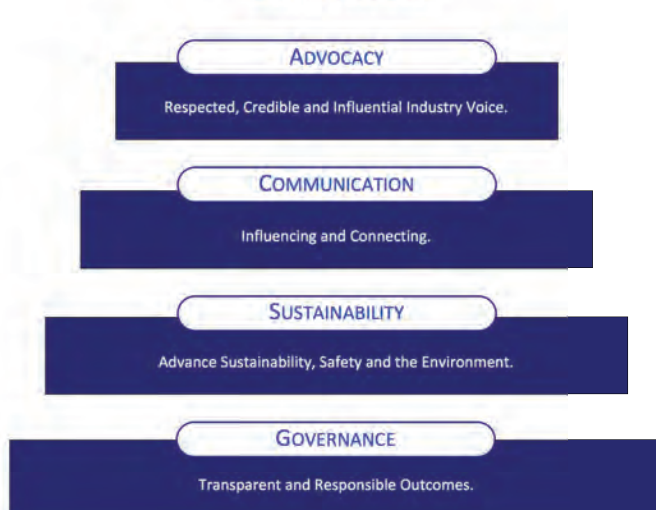 ADVOCACY
Respected, Credible and Influential Industry Voice.
COMMUNICATION
Influencing and Connecting.
SUSTAINABILITY
Advance Sustainability, Safety and the Environment.
GOVERNANCE
Transparent and Responsible Outcomes.